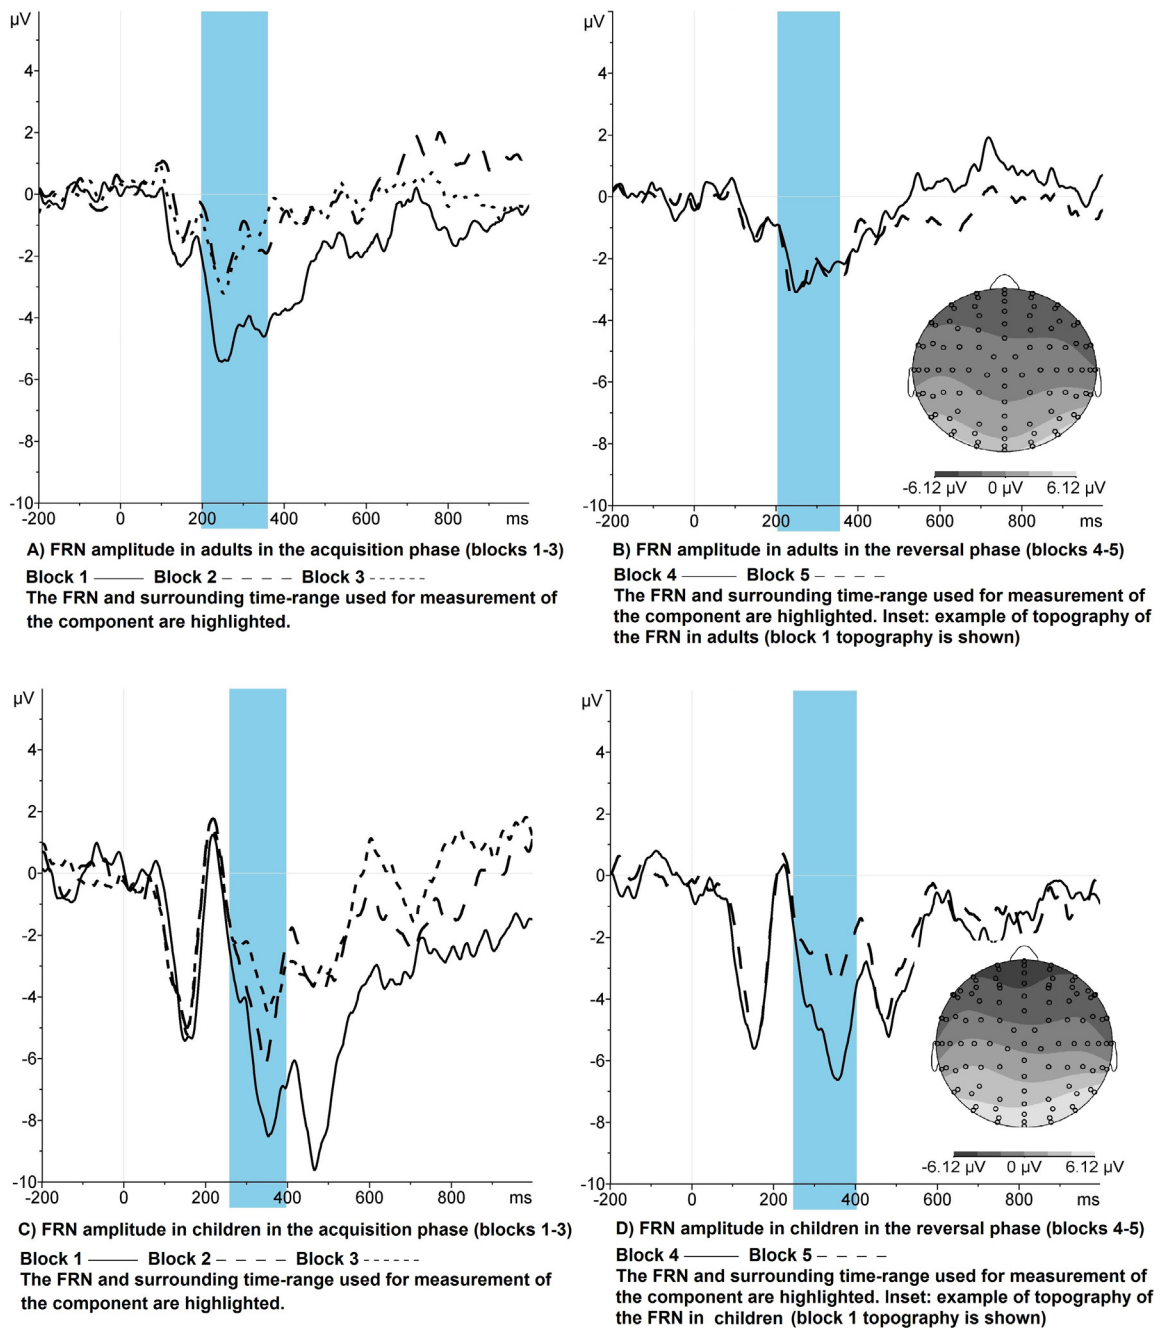 µV
4
2
0
-2
-4
-6
-8
-10
-200 0 200 400 600 800 ms
A) FRN amplitude in adults in the acquisition phase (blocks 1-3)
Block 1 Block 2 Block 3
The FRN and surrounding time-range used for measurement of
the component are highlighted.
µV
4
2
0
-2
-4
-6
-8
-10
-200 0 200 400 600 800 ms
-6.12 µV 0 µV 6.12 µV
B) FRN amplitude in adults in the reversal phase (blocks 4-5)
Block 4 Block 5
The FRN and surrounding time-range used for measurement of
the component are highlighted. Inset: example of topography of
the FRN in adults (block 1 topography is shown)
µV
4
2
0
-2
-4
-6
-8
-10
-200 0 200 400 600 800 ms
C) FRN amplitude in children in the acquisition phase (blocks 1-3)
Block 1 Block 2 Block 3
The FRN and surrounding time-range used for measurement of
the component are highlighted.
µV
4
2
0
-2
-4
-6
-8
-10
-200 0 200 400 600 800 ms
-6.12 µV 0 µV 6.12 µV
D) FRN amplitude in children in the reversal phase (blocks 4-5)
Block 4 Block 5
The FRN and surrounding time-range used for measurement of
the component are highlighted. Inset: example of topography of
the FRN in children (block 1 topography is shown)